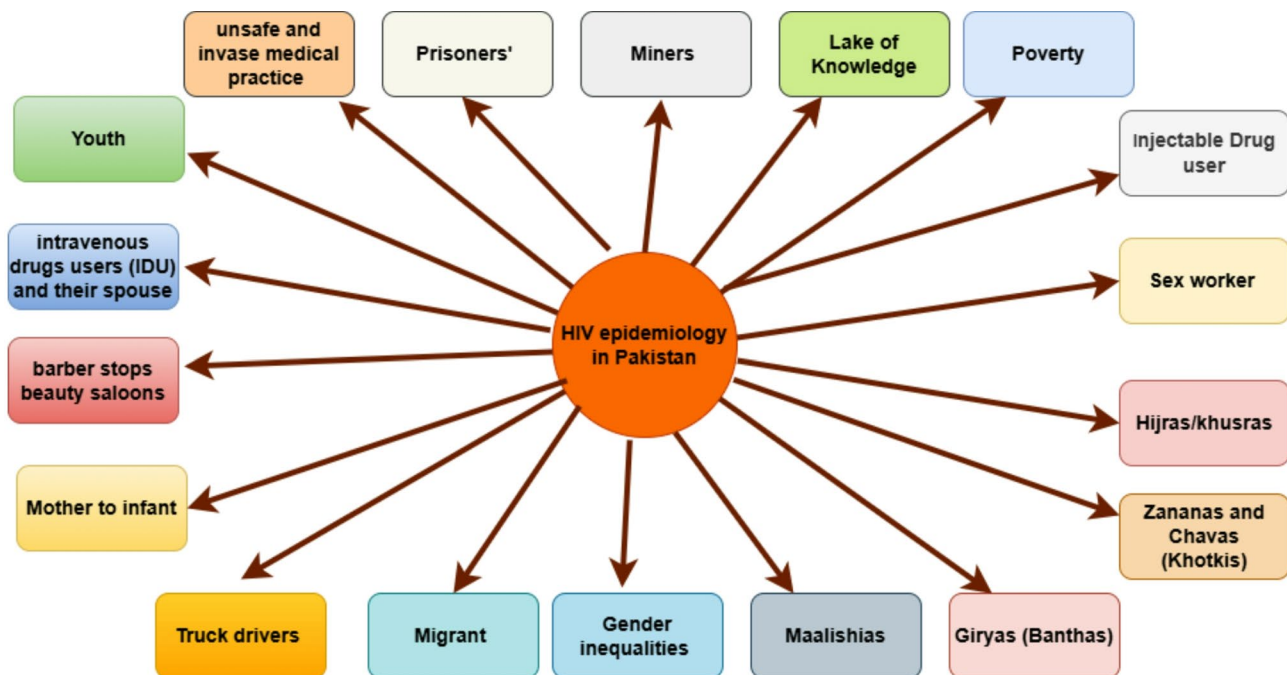 unsafe and
invase medical
practice
Prisoners'
Miners
Lake of
Knowledge
Poverty
Youth
Injectable Drug
user
intravenous
drugs users (IDU)
and their spouse
Sex worker
HIV epidemiology
in Pakistan
barber stops
beauty saloons
Hijras/khusras
Mother to infant
Zananas and
Chavas
(Khotkis)
Truck drivers
Migrant
Gender
inequalities
Maalishias
Giryas (Banthas)